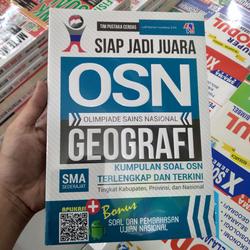 TIM PUSTAKA CERDAS
SIAP JADI JUARA
OSN
OLIMPIADE SAINS NASIONAL
GEOGRAFI
SMA
SEDERAJAT
KUMPULAN SOAL OSN
TERLENGKAP DAN TERKINI
Tingkat Kabupaten, Provinsi, dan Nasional
APLIKASI
Bonus
SOAL DAN PEMBAHASAN
UJIAN NASIONAL